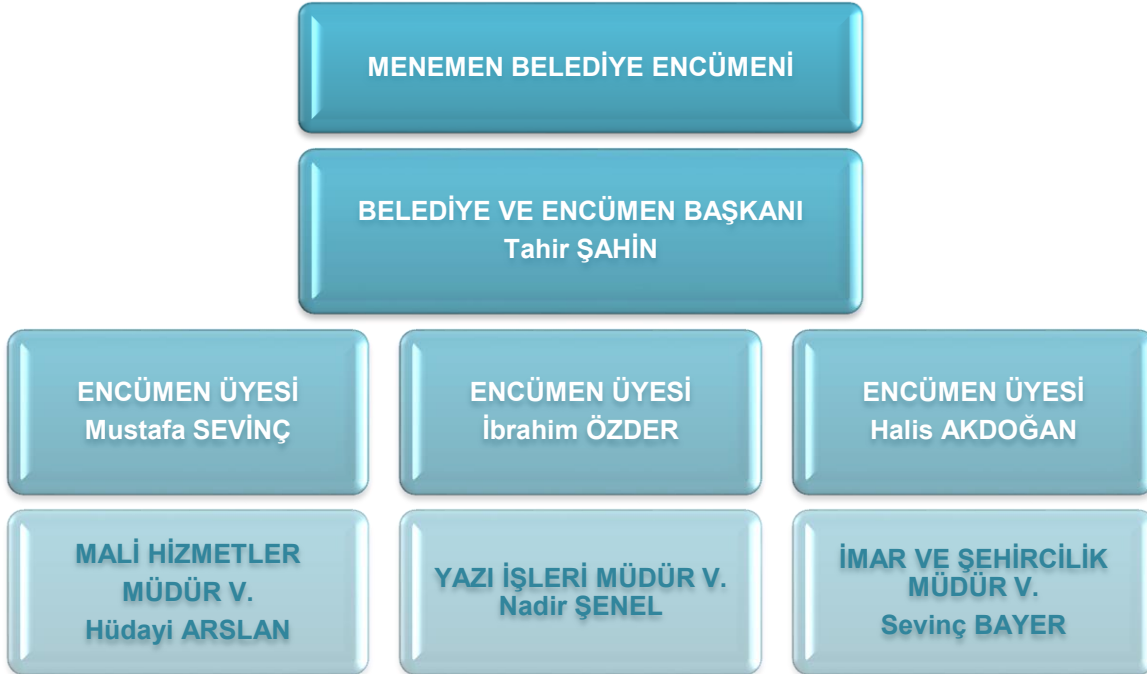 MENEMEN BELEDİYE ENCÜMENİ
BELEDİYE VE ENCÜMEN BAŞKANI
Tahir ŞAHİN
ENCÜMEN ÜYESİ
Mustafa SEVİNÇ
ENCÜMEN ÜYESİ
İbrahim ÖZDER
ENCÜMEN ÜYESİ
Halis AKDOĞAN
MALİ HİZMETLER
MÜDÜR V.
Hüdayi ARSLAN
YAZI İŞLERİ MÜDÜR V.
Nadir ŞENEL
İMAR VE ŞEHİRCİLİK
MÜDÜR V.
Sevinç BAYER